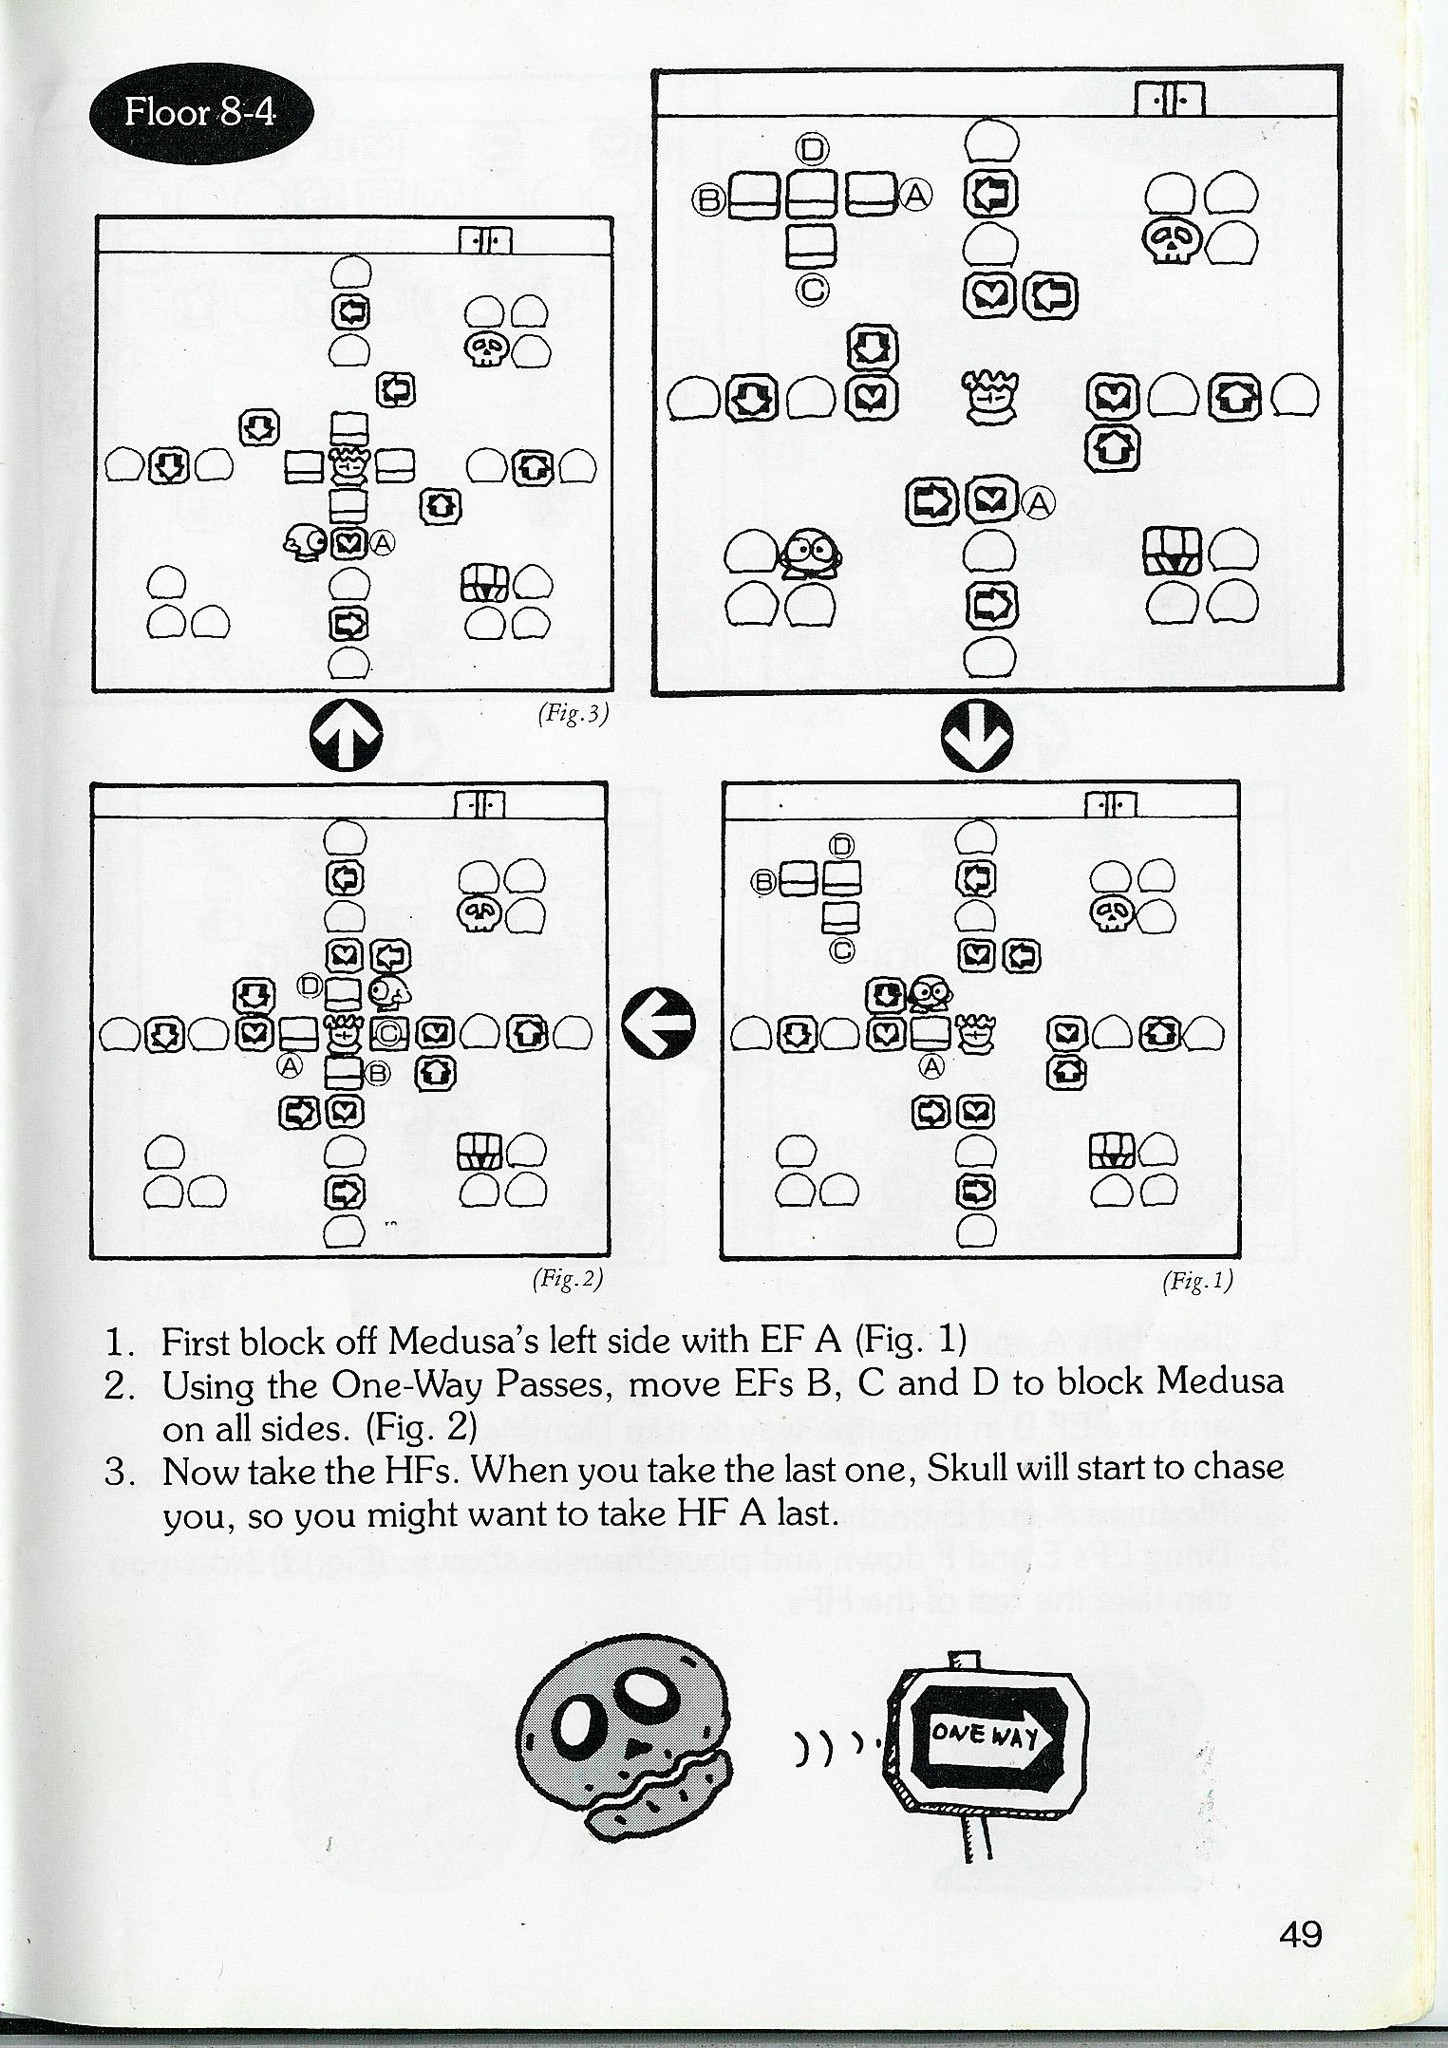 Floor 8-4
D
B
A
C
A
A
(Fig.3)
D
B
C
A
D
C
A
B
(Fig.2)
(Fig.1)
1. First block off Medusa's left side with EF A (Fig. 1)
2. Using the One-Way Passes, move EFs B, C and D to block Medusa
on all sides. (Fig. 2)
3. Now take the HFs. When you take the last one, Skull will start to chase
you, so you might want to take HF A last.
ONE WAY
49